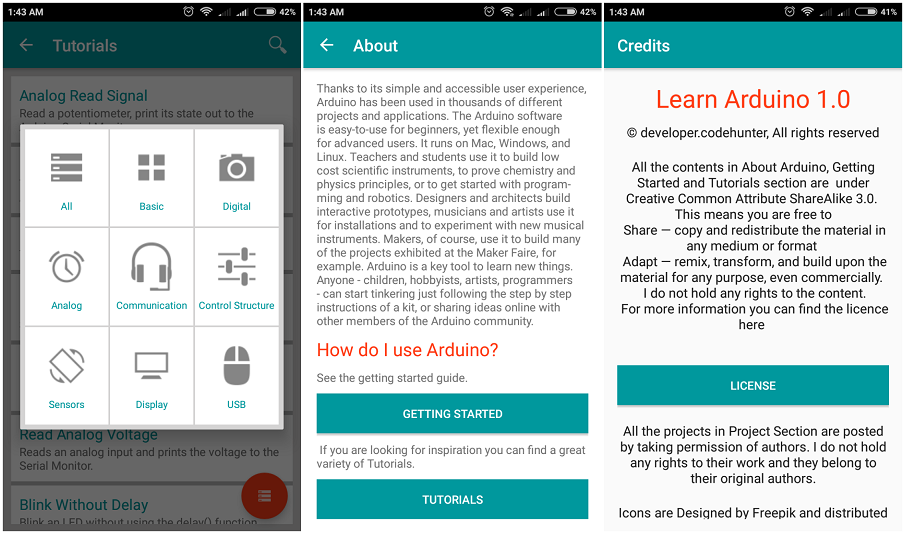 1:43 AM
42%
Tutorials
Analog Read Signal
Read a potentiometer, print its state out to the
Arduino Serial Monitor.
All
Basic
Digital
Analog
Communication
Control Structure
Sensors
Display
USB
Read Analog Voltage
Reads an analog input and prints the voltage to the
Serial Monitor.
Blink Without Delay
Blink an LED without using the delay() function
1:43 AM
42%
About
Thanks to its simple and accessible user experience,
Arduino has been used in thousands of different
projects and applications. The Arduino software
is easy-to-use for beginners, yet flexible enough
for advanced users. It runs on Mac, Windows, and
Linux. Teachers and students use it to build low
cost scientific instruments, to prove chemistry and
physics principles, or to get started with program-
ming and robotics. Designers and architects build
interactive prototypes, musicians and artists use it
for installations and to experiment with new musical
instruments. Makers, of course, use it to build many
of the projects exhibited at the Maker Faire, for
example. Arduino is a key tool to learn new things.
Anyone - children, hobbyists, artists, programmers
- can start tinkering just following the step by step
instructions of a kit, or sharing ideas online with
other members of the Arduino community.
How do I use Arduino?
See the getting started guide.
GETTING STARTED
If you are looking for inspiration you can find a great
variety of Tutorials.
TUTORIALS
1:43 AM
41%
Credits
Learn Arduino 1.0
© developer.codehunter, All rights reserved
All the contents in About Arduino, Getting
Started and Tutorials section are under
Creative Common Attribute ShareAlike 3.0.
This means you are free to
Share — copy and redistribute the material in
any medium or format
Adapt — remix, transform, and build upon the
material for any purpose, even commercially.
I do not hold any rights to the content.
For more information you can find the licence
here
LICENSE
All the projects in Project Section are posted
by taking permission of authors. I do not hold
any rights to their work and they belong to
their original authors.
Icons are Designed by Freepik and distributed